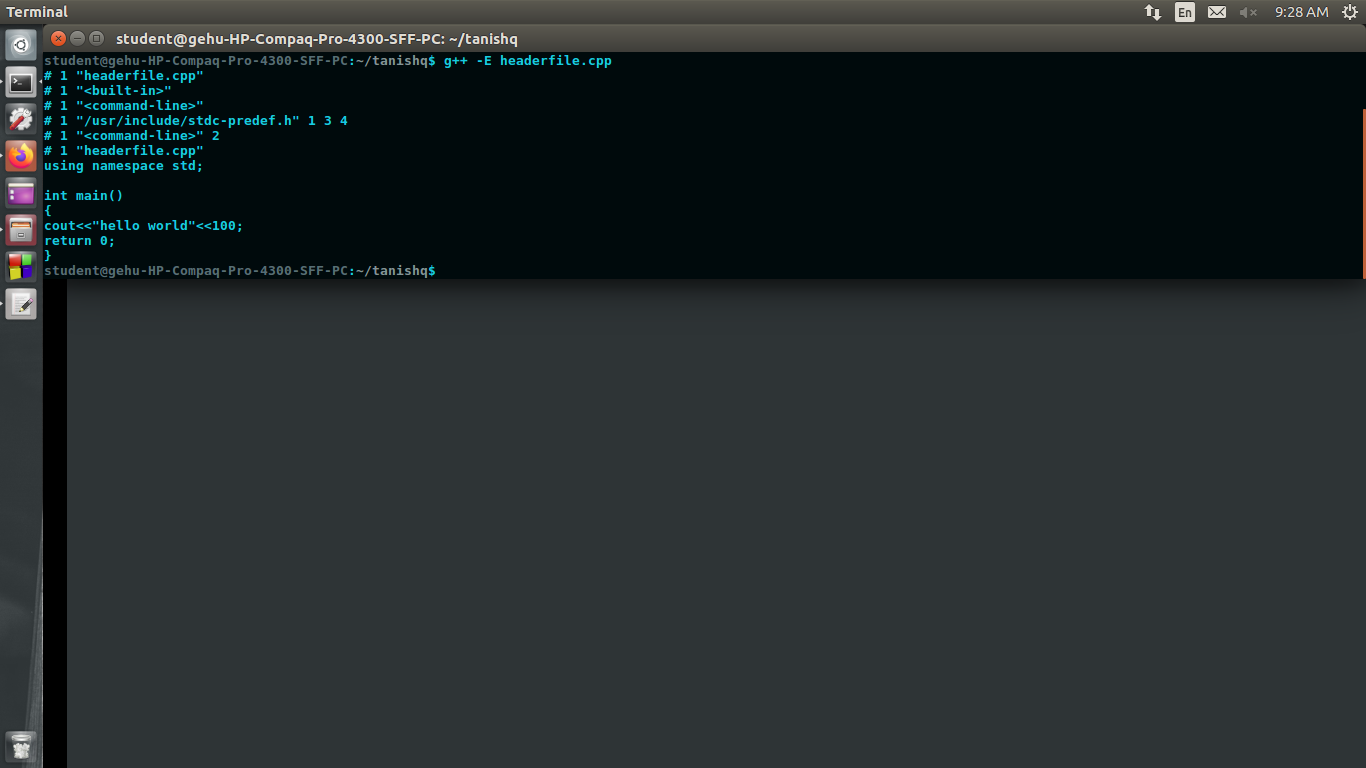 Terminal
En
9:28 AM
student@gehu-HP-Compaq-Pro-4300-SFF-PC: ~/tanishq
student@gehu-HP-Compaq-Pro-4300-SFF-PC:~/tanishq$ g++ -E headerfile.cpp
# 1 "headerfile.cpp"
# 1 "<built-in>"
# 1 "<command-line>"
# 1 "/usr/include/stdc-predef.h" 1 3 4
# 1 "<command-line>" 2
# 1 "headerfile.cpp"
using namespace std;
int main()
{
cout<<"hello world"<<100;
return 0;
}
student@gehu-HP-Compaq-Pro-4300-SFF-PC:~/tanishq$